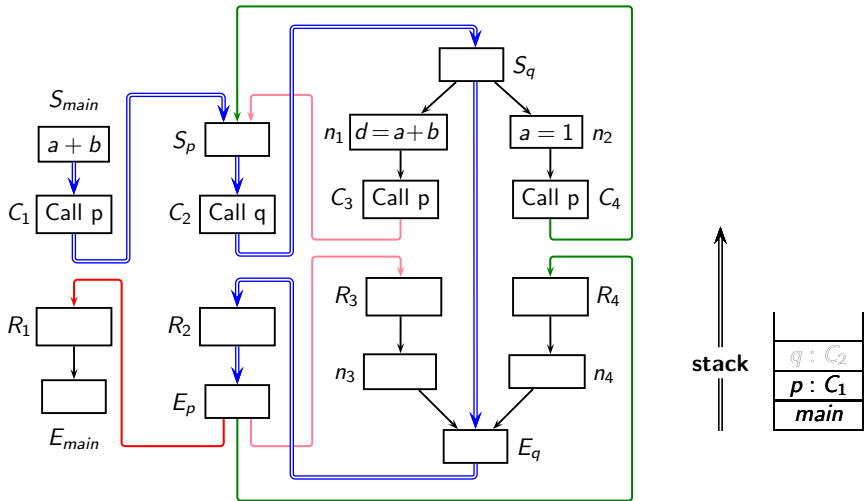 S_q
S_main
n_1 d = a + b
a = 1 n_2
a + b
S_p
C_1 Call p
C_2 Call q
C_3 Call p
Call p C_4
R_1
R_2
R_3
R_4
n_3
n_4
E_p
E_main
E_q
stack
q : C_2
p : C_1
main